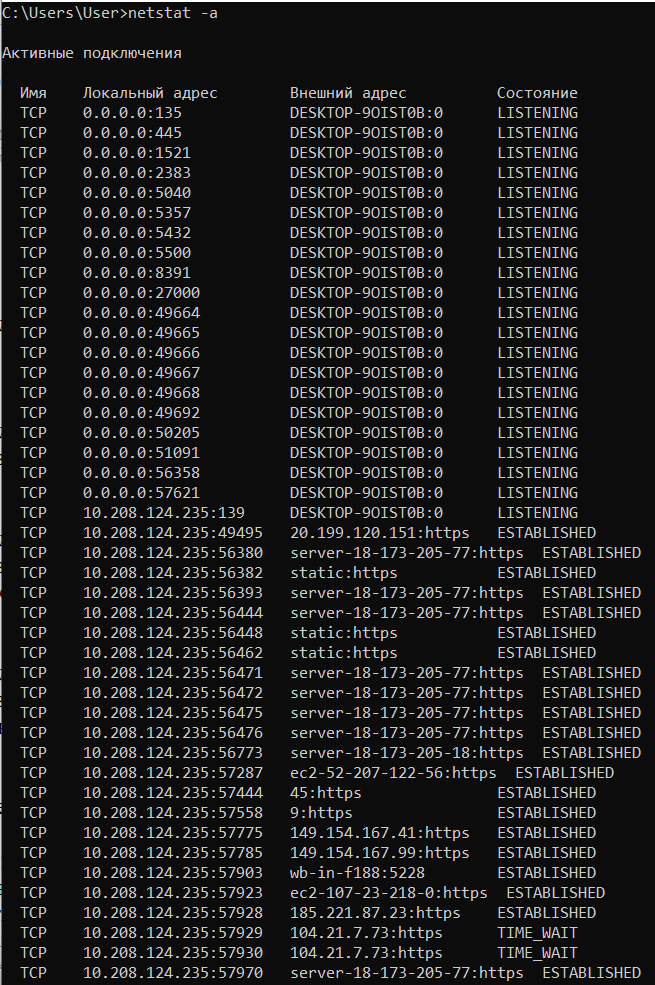 C:\Users\User>netstat -a
Активные подключения
Имя Локальный адрес Внешний адрес Состояние
TCP 0.0.0.0:135 DESKTOP-9OIST0B:0 LISTENING
TCP 0.0.0.0:445 DESKTOP-9OIST0B:0 LISTENING
TCP 0.0.0.0:1521 DESKTOP-9OIST0B:0 LISTENING
TCP 0.0.0.0:2383 DESKTOP-9OIST0B:0 LISTENING
TCP 0.0.0.0:5040 DESKTOP-9OIST0B:0 LISTENING
TCP 0.0.0.0:5357 DESKTOP-9OIST0B:0 LISTENING
TCP 0.0.0.0:5432 DESKTOP-9OIST0B:0 LISTENING
TCP 0.0.0.0:5500 DESKTOP-9OIST0B:0 LISTENING
TCP 0.0.0.0:8391 DESKTOP-9OIST0B:0 LISTENING
TCP 0.0.0.0:27000 DESKTOP-9OIST0B:0 LISTENING
TCP 0.0.0.0:49664 DESKTOP-9OIST0B:0 LISTENING
TCP 0.0.0.0:49665 DESKTOP-9OIST0B:0 LISTENING
TCP 0.0.0.0:49666 DESKTOP-9OIST0B:0 LISTENING
TCP 0.0.0.0:49667 DESKTOP-9OIST0B:0 LISTENING
TCP 0.0.0.0:49668 DESKTOP-9OIST0B:0 LISTENING
TCP 0.0.0.0:49692 DESKTOP-9OIST0B:0 LISTENING
TCP 0.0.0.0:50205 DESKTOP-9OIST0B:0 LISTENING
TCP 0.0.0.0:51091 DESKTOP-9OIST0B:0 LISTENING
TCP 0.0.0.0:56358 DESKTOP-9OIST0B:0 LISTENING
TCP 0.0.0.0:57621 DESKTOP-9OIST0B:0 LISTENING
TCP 10.208.124.235:139 DESKTOP-9OIST0B:0 LISTENING
TCP 10.208.124.235:49495 20.199.120.151:https ESTABLISHED
TCP 10.208.124.235:56380 server-18-173-205-77:https ESTABLISHED
TCP 10.208.124.235:56382 static:https ESTABLISHED
TCP 10.208.124.235:56393 server-18-173-205-77:https ESTABLISHED
TCP 10.208.124.235:56444 server-18-173-205-77:https ESTABLISHED
TCP 10.208.124.235:56448 static:https ESTABLISHED
TCP 10.208.124.235:56462 static:https ESTABLISHED
TCP 10.208.124.235:56471 server-18-173-205-77:https ESTABLISHED
TCP 10.208.124.235:56472 server-18-173-205-77:https ESTABLISHED
TCP 10.208.124.235:56475 server-18-173-205-77:https ESTABLISHED
TCP 10.208.124.235:56476 server-18-173-205-77:https ESTABLISHED
TCP 10.208.124.235:56773 server-18-173-205-18:https ESTABLISHED
TCP 10.208.124.235:57287 ec2-52-207-122-56:https ESTABLISHED
TCP 10.208.124.235:57444 45:https ESTABLISHED
TCP 10.208.124.235:57558 9:https ESTABLISHED
TCP 10.208.124.235:57775 149.154.167.41:https ESTABLISHED
TCP 10.208.124.235:57785 149.154.167.99:https ESTABLISHED
TCP 10.208.124.235:57903 wb-in-f188:5228 ESTABLISHED
TCP 10.208.124.235:57923 ec2-107-23-218-0:https ESTABLISHED
TCP 10.208.124.235:57928 185.221.87.23:https ESTABLISHED
TCP 10.208.124.235:57929 104.21.7.73:https TIME_WAIT
TCP 10.208.124.235:57930 104.21.7.73:https TIME_WAIT
TCP 10.208.124.235:57970 server-18-173-205-77:https ESTABLISHED